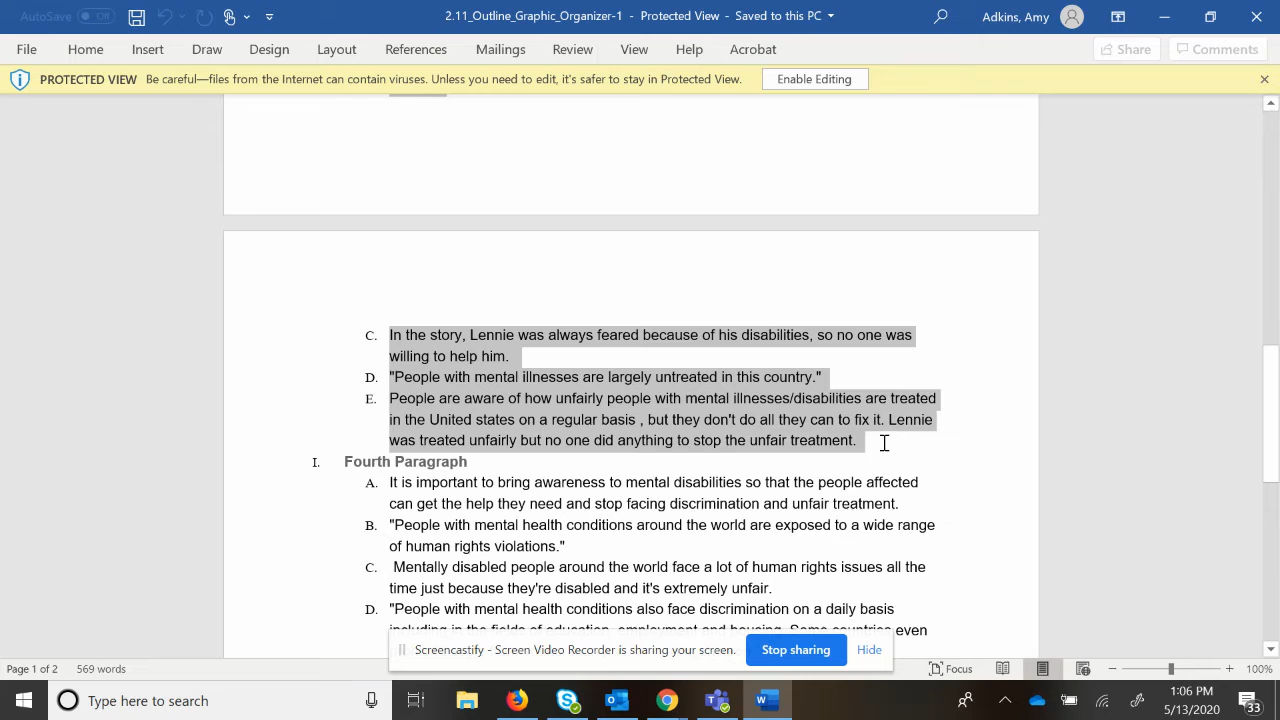 AutoSave Off 2.11_Outline_Graphic_Organizer-1 - Protected View - Saved to this PC Adkins, Amy
File Home Insert Draw Design Layout References Mailings Review View Help Acrobat Share Comments
PROTECTED VIEW Be careful—files from the Internet can contain viruses. Unless you need to edit, it's safer to stay in Protected View. Enable Editing
C. In the story, Lennie was always feared because of his disabilities, so no one was
willing to help him.
D. "People with mental illnesses are largely untreated in this country."
E. People are aware of how unfairly people with mental illnesses/disabilities are treated
in the United states on a regular basis , but they don't do all they can to fix it. Lennie
was treated unfairly but no one did anything to stop the unfair treatment.
I. Fourth Paragraph
A. It is important to bring awareness to mental disabilities so that the people affected
can get the help they need and stop facing discrimination and unfair treatment.
B. "People with mental health conditions around the world are exposed to a wide range
of human rights violations."
C. Mentally disabled people around the world face a lot of human rights issues all the
time just because they're disabled and it's extremely unfair.
D. "People with mental health conditions also face discrimination on a daily basis
including in the fields of education, employment and housing. Some countries even
Screencastify - Screen Video Recorder is sharing your screen. Stop sharing Hide
Page 1 of 2 569 words Focus 100%
Type here to search 1:06 PM
5/13/2020 33